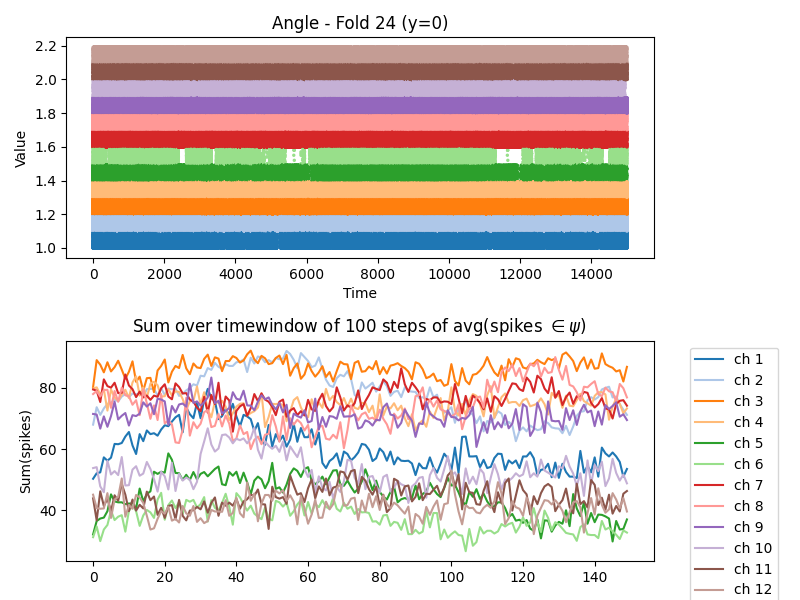 Angle - Fold 24 (y=0)
Value
2.2
2.0
1.8
1.6
1.4
1.2
1.0
0 2000 4000 6000 8000 10000 12000 14000
Time
Sum over timewindow of 100 steps of avg(spikes ∈ψ)
Sum(spikes)
80
60
40
0 20 40 60 80 100 120 140
ch 1
ch 2
ch 3
ch 4
ch 5
ch 6
ch 7
ch 8
ch 9
ch 10
ch 11
ch 12